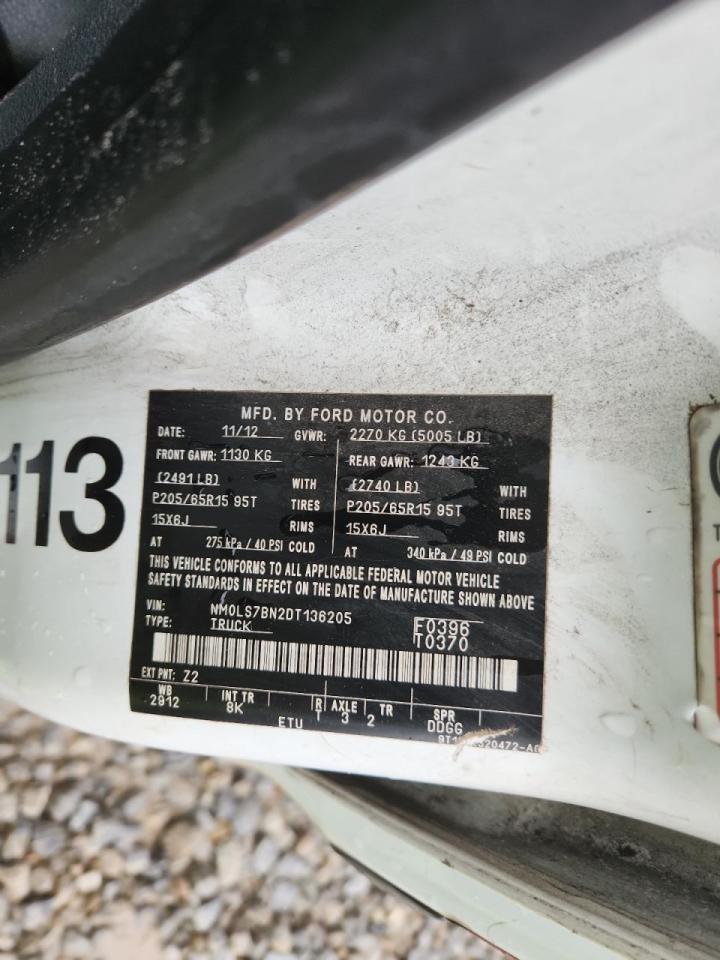 113
MFD. BY FORD MOTOR CO.
DATE: 11/12 GVWR: 2270 KG (5005 LB)
FRONT GAWR: 1130 KG REAR GAWR: 1243 KG
(2491 LB) WITH (2740 LB) WITH
P205/65R15 95T TIRES P205/65R15 95T TIRES
15X6.J RIMS 15X6.J RIMS
AT 275 kPa / 40 PSI COLD AT 340 kPa / 49 PSI COLD
THIS VEHICLE CONFORMS TO ALL APPLICABLE FEDERAL MOTOR VEHICLE
SAFETY STANDARDS IN EFFECT ON THE DATE OF MANUFACTURE SHOWN ABOVE
VIN: NM0LS7BN2DT136205 F0396
TYPE: TRUCK T0370
EXT PNT: Z2
WB INT TR R AXLE TR SPR
2912 8K T 3 2 DDGG
ETU